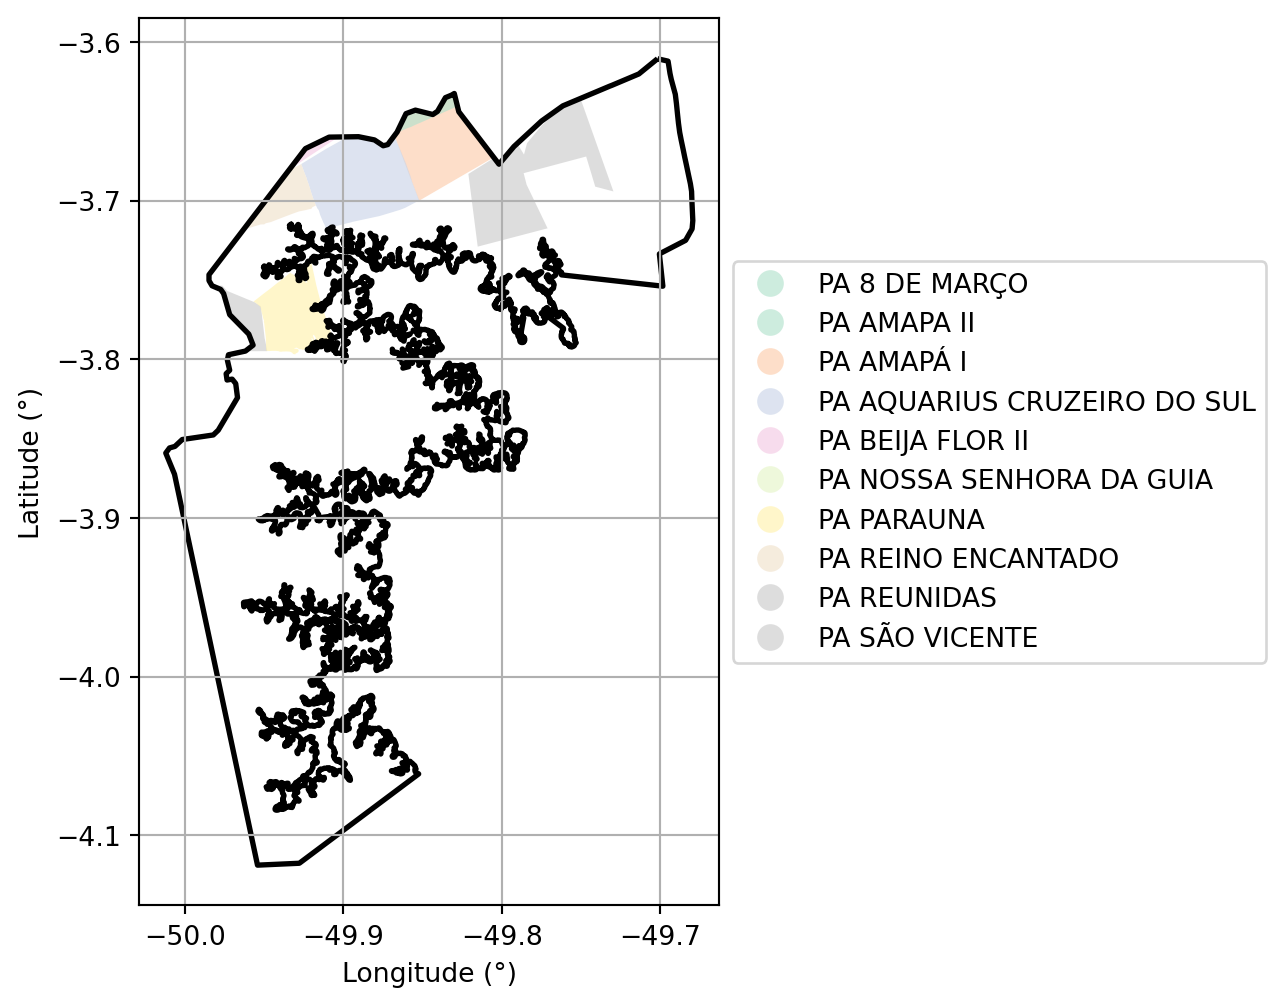 −3.6
−3.7
−3.8
−3.9
−4.0
−4.1
Latitude (°)
−50.0 −49.9 −49.8 −49.7
Longitude (°)
PA 8 DE MARÇO
PA AMAPA II
PA AMAPÁ I
PA AQUARIUS CRUZEIRO DO SUL
PA BEIJA FLOR II
PA NOSSA SENHORA DA GUIA
PA PARAUNA
PA REINO ENCANTADO
PA REUNIDAS
PA SÃO VICENTE